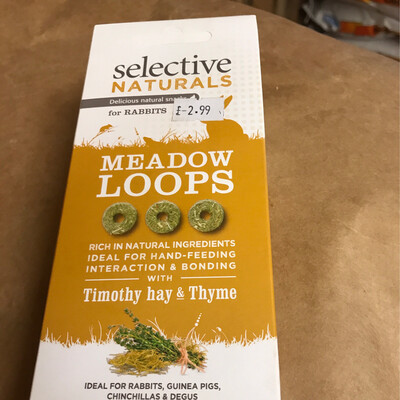 selective
NATURALS
Delicious natural
for RABBITS
£-2.99
MEADOW
LOOPS
RICH IN NATURAL INGREDIENTS
IDEAL FOR HAND-FEEDING
INTERACTION & BONDING
WITH
Timothy hay & Thyme
IDEAL FOR RABBITS, GUINEA PIGS,
CHINCHILLAS & DEGUS